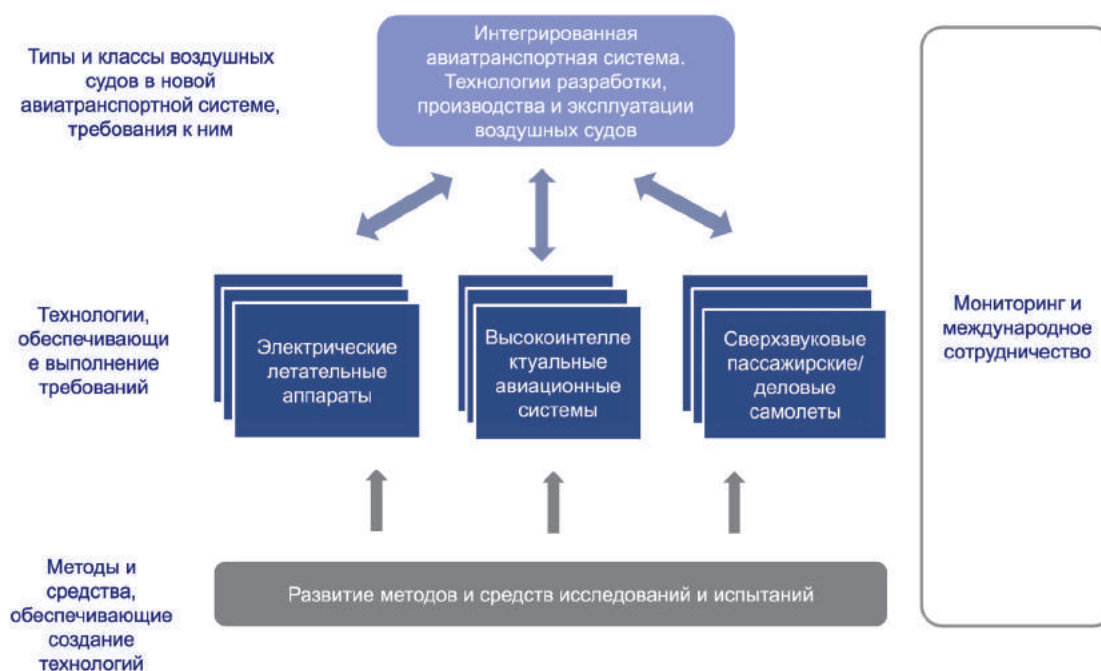 Типы и классы воздушных
судов в новой
авиатранспортной системе,
требования к ним
Интегрированная
авиатранспортная система.
Технологии разработки,
производства и эксплуатации
воздушных судов
Технологии,
обеспечивающи
е выполнение
требований
Электрические
летательные
аппараты
Высокоинтелле
ктуальные
авиационные
системы
Сверхзвуковые
пассажирские/
деловые
самолеты
Мониторинг и
международное
сотрудничество
Методы и
средства,
обеспечивающие
создание
технологий
Развитие методов и средств исследований и испытаний